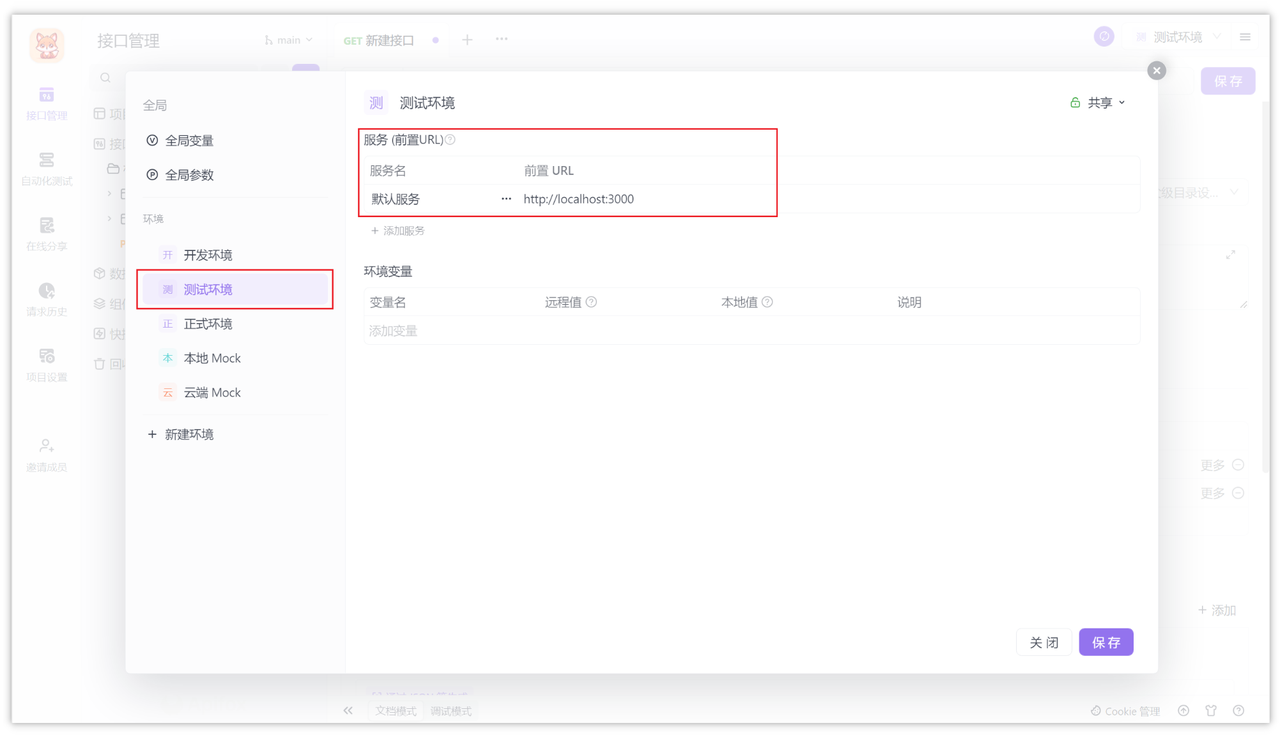 接口管理
main
GET 新建接口
测试环境
保 存
接口管理
自动化测试
在线分享
请求历史
项目设置
邀请成员
全局
全局变量
全局参数
环境
开 开发环境
测 测试环境
正 正式环境
本 本地 Mock
云 云端 Mock
新建环境
测 测试环境
共享
服务 (前置URL)
服务名 前置 URL
默认服务 http://localhost:3000
添加服务
环境变量
变量名 远程值 本地值 说明
添加变量
关 闭
保 存
更多
更多
添加
文档模式 调试模式
Cookie 管理